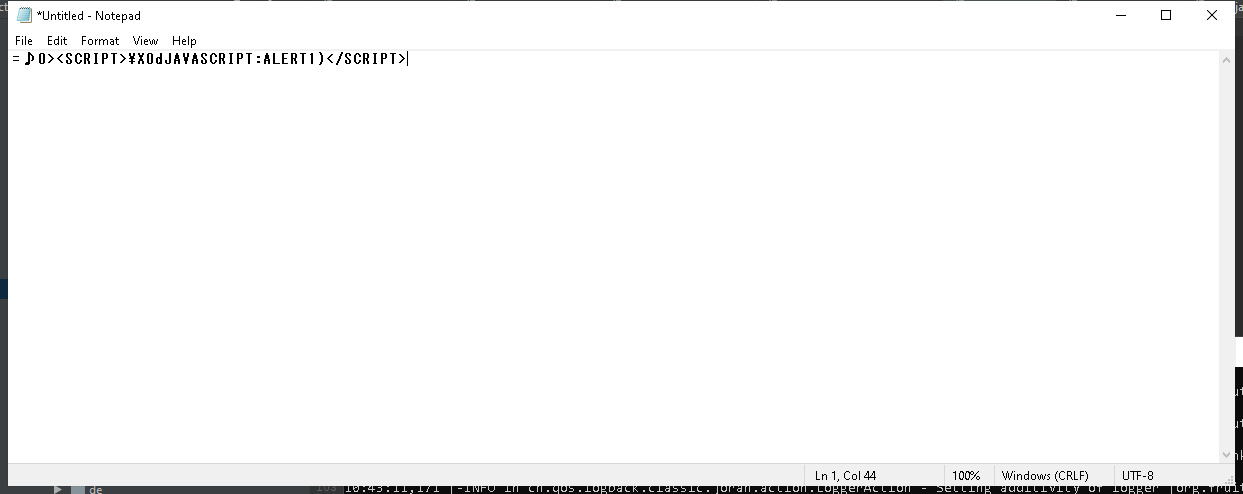 *Untitled - Notepad
File Edit Format View Help
=♪0><SCRIPT>¥X0dJAVASCRIPT:ALERT1)</SCRIPT>
Ln 1, Col 44 100% Windows (CRLF) UTF-8
de
10:43:11,171 |-INFO in ch.qos.logback.classic.joran.action.LoggerAction - Setting additivity of logger [org.fruit